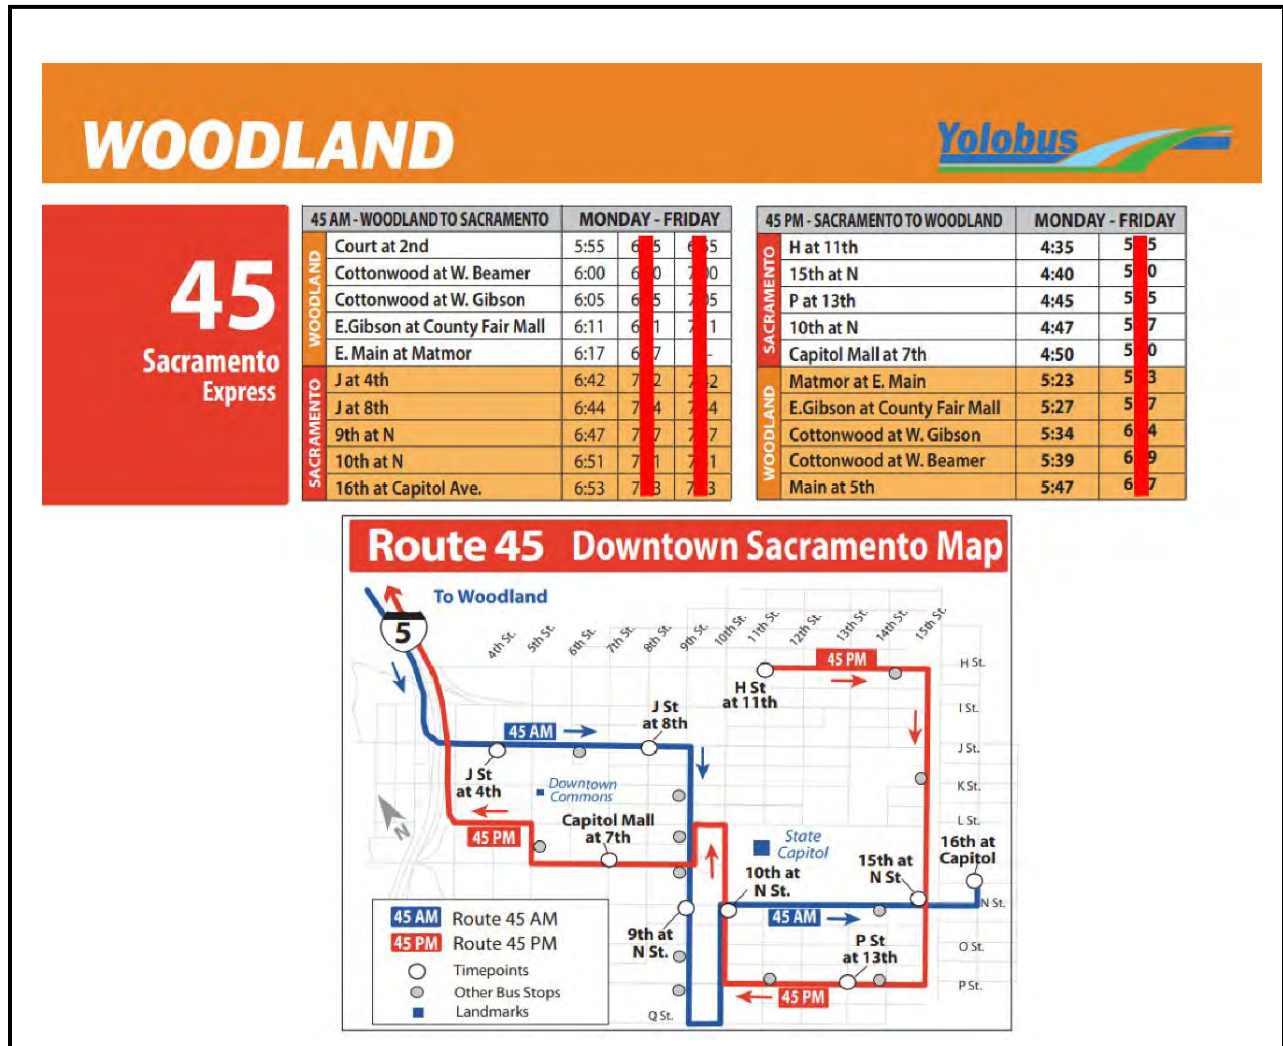 WOODLAND
Yolobus
45
Sacramento
Express
45 AM - WOODLAND TO SACRAMENTO MONDAY - FRIDAY
WOODLAND
Court at 2nd 5:55
Cottonwood at W. Beamer 6:00
Cottonwood at W. Gibson 6:05
E.Gibson at County Fair Mall 6:11
E. Main at Matmor 6:17
SACRAMENTO
J at 4th 6:42
J at 8th 6:44
9th at N 6:47
10th at N 6:51
16th at Capitol Ave. 6:53
45 PM - SACRAMENTO TO WOODLAND MONDAY - FRIDAY
SACRAMENTO
H at 11th 4:35
15th at N 4:40
P at 13th 4:45
10th at N 4:47
Capitol Mall at 7th 4:50
WOODLAND
Matmor at E. Main 5:23
E.Gibson at County Fair Mall 5:27
Cottonwood at W. Gibson 5:34
Cottonwood at W. Beamer 5:39
Main at 5th 5:47
Route 45 Downtown Sacramento Map
To Woodland
5
4th St.
5th St.
6th St.
7th St.
8th St.
9th St.
10th St.
11th St.
12th St.
13th St.
14th St.
15th St.
45 PM
H St.
H St
at 11th
I St.
J St
at 8th
45 AM
J St.
J St
at 4th
Downtown
Commons
K St.
N
Capitol Mall
at 7th
L St.
45 PM
State
Capitol
16th at
Capitol
15th at
N St.
10th at
N St.
N St.
45 AM
9th at
N St.
P St
at 13th
O St.
P St.
45 PM
Q St.
45 AM Route 45 AM
45 PM Route 45 PM
Timepoints
Other Bus Stops
Landmarks